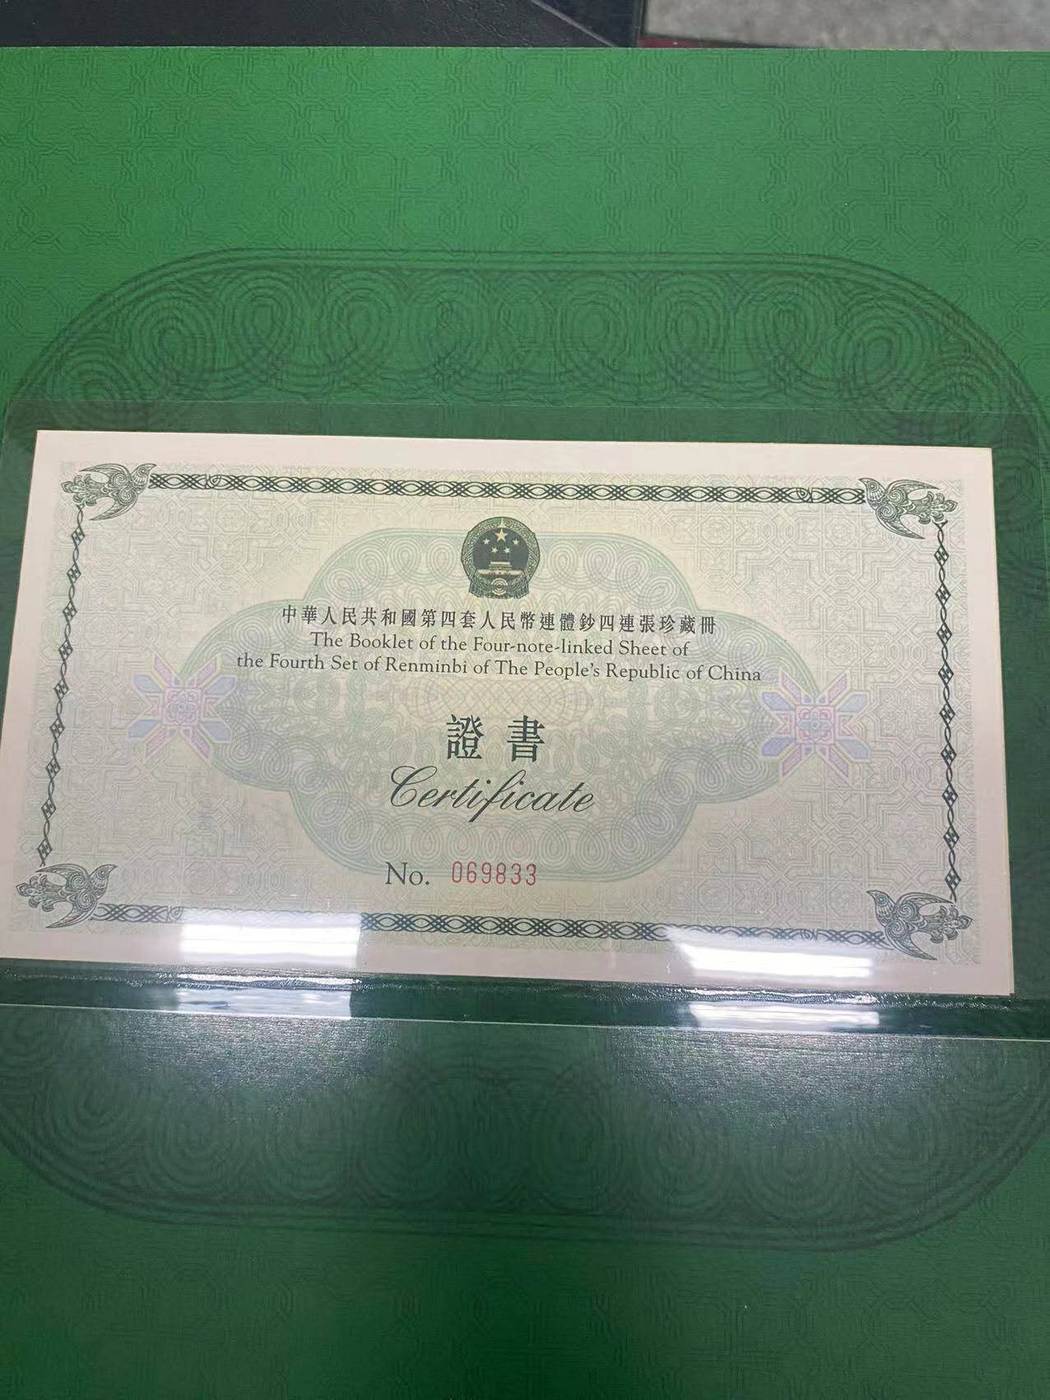 中華人民共和國第四套人民幣連體鈔四連張珍藏冊
The Booklet of the Four-note-linked Sheet of
the Fourth Set of Renminbi of The People's Republic of China
證書
Certificate
No. 069833